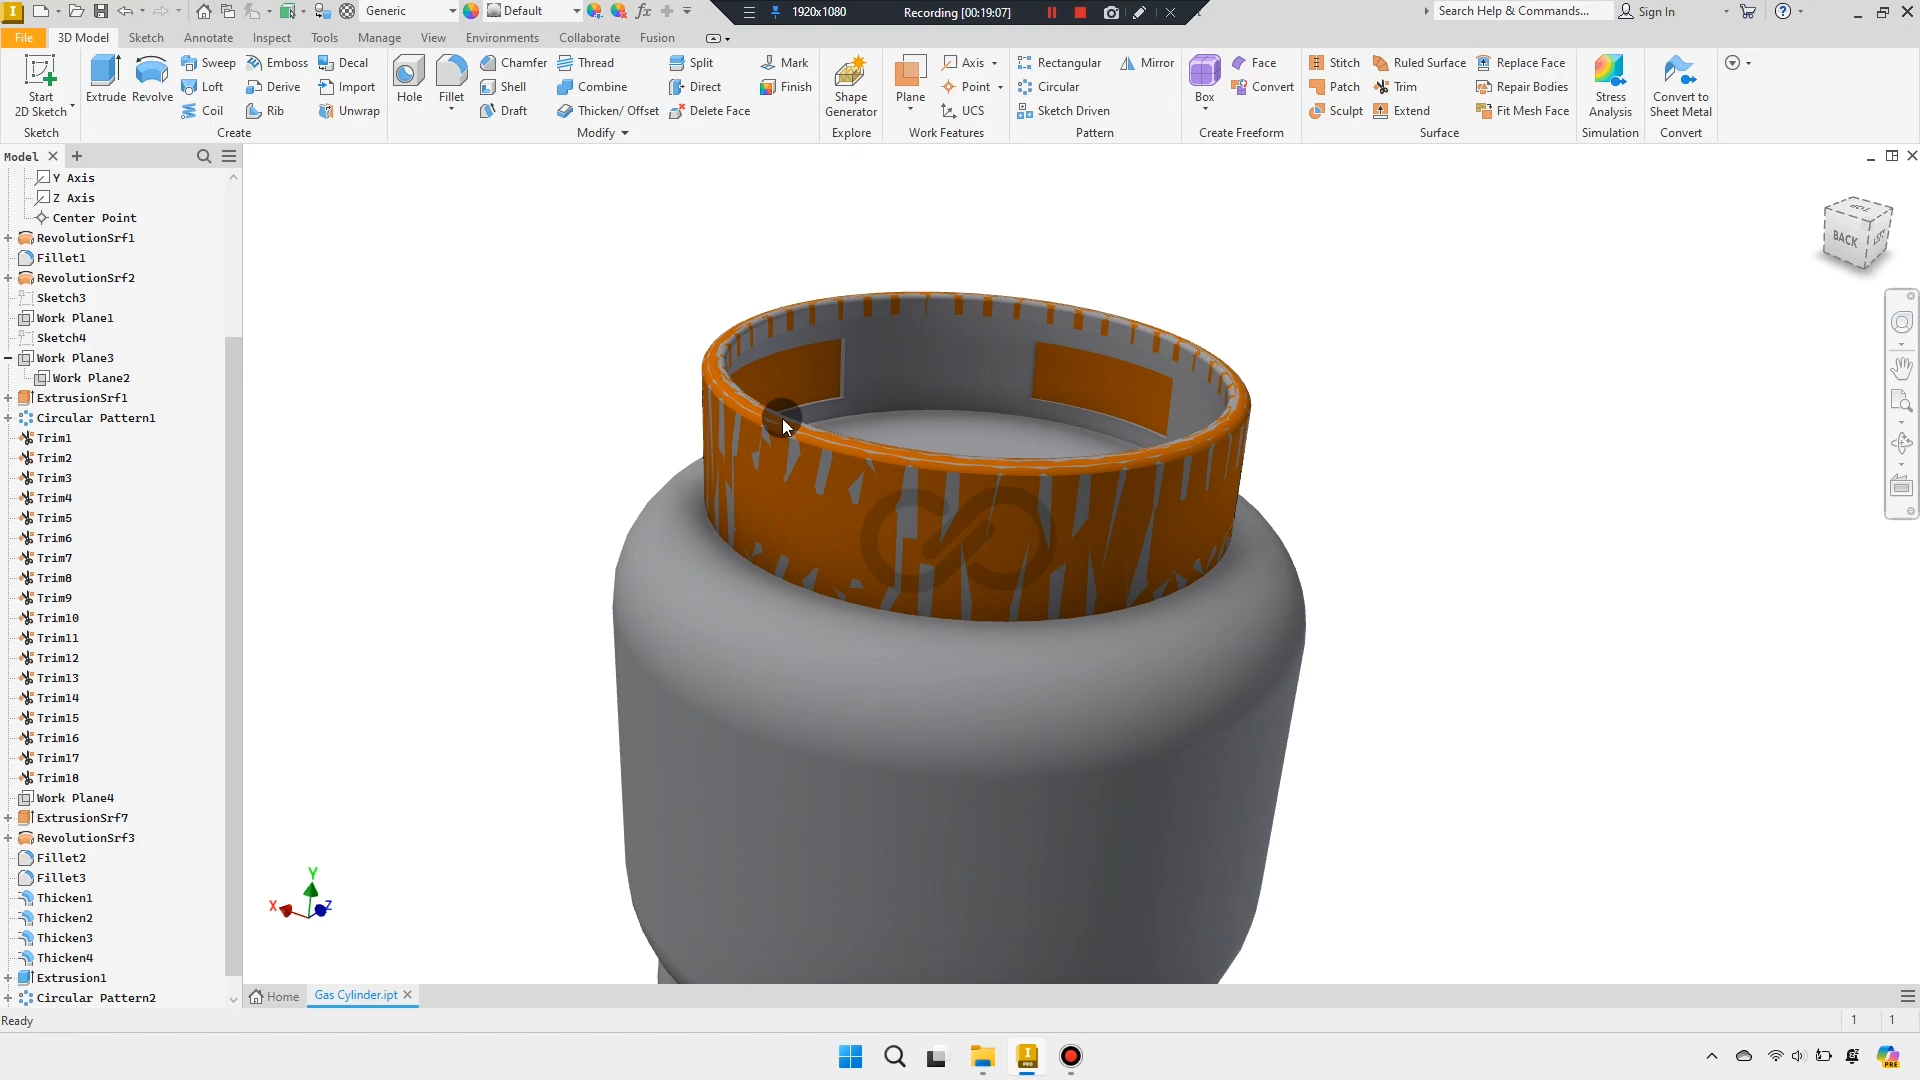 Generic
Default
1920x1080
Recording [00:19:07]
Search Help & Commands...
Sign In
File
3D Model
Sketch
Annotate
Inspect
Tools
Manage
View
Environments
Collaborate
Fusion
Start
2D Sketch
Extrude
Revolve
Sweep
Loft
Coil
Emboss
Derive
Rib
Decal
Import
Unwrap
Hole
Fillet
Chamfer
Shell
Draft
Thread
Combine
Thicken/ Offset
Split
Direct
Delete Face
Mark
Finish
Shape
Generator
Plane
Axis
Point
UCS
Rectangular
Circular
Sketch Driven
Mirror
Box
Face
Convert
Stitch
Patch
Sculpt
Ruled Surface
Trim
Extend
Replace Face
Repair Bodies
Fit Mesh Face
Stress
Analysis
Convert to
Sheet Metal
Sketch
Create
Modify
Explore
Work Features
Pattern
Create Freeform
Surface
Simulation
Convert
Model
Y Axis
Z Axis
Center Point
RevolutionSrf1
Fillet1
RevolutionSrf2
Sketch3
Work Plane1
Sketch4
Work Plane3
Work Plane2
ExtrusionSrf1
Circular Pattern1
Trim1
Trim2
Trim3
Trim4
Trim5
Trim6
Trim7
Trim8
Trim9
Trim10
Trim11
Trim12
Trim13
Trim14
Trim15
Trim16
Trim17
Trim18
Work Plane4
ExtrusionSrf7
RevolutionSrf3
Fillet2
Fillet3
Thicken1
Thicken2
Thicken3
Thicken4
Extrusion1
Circular Pattern2
TOP
BACK
LEFT
Y
X
Z
Home
Gas Cylinder.ipt
Ready
1
1